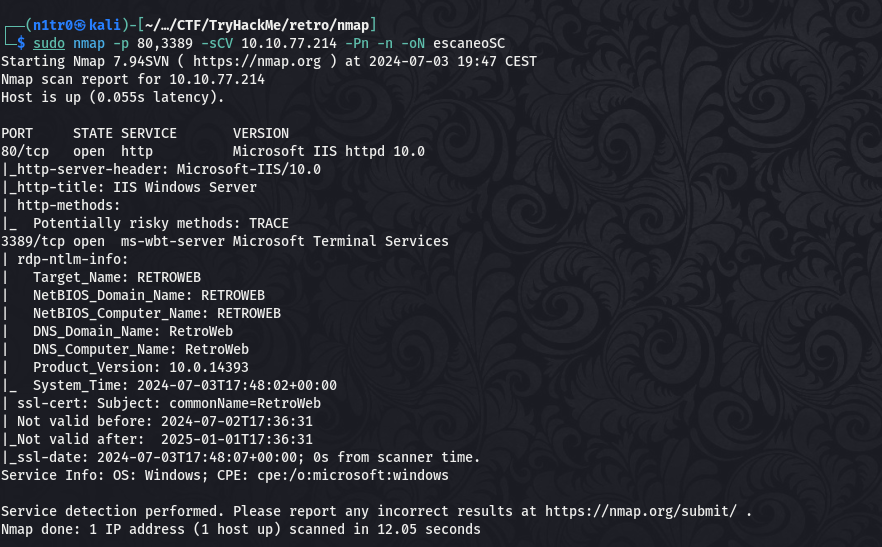 ┌──(n1tr0㉿kali)-[~/…/CTF/TryHackMe/retro/nmap]
└─$ sudo nmap -p 80,3389 -sCV 10.10.77.214 -Pn -n -oN escaneoSC
Starting Nmap 7.94SVN ( https://nmap.org ) at 2024-07-03 19:47 CEST
Nmap scan report for 10.10.77.214
Host is up (0.055s latency).

PORT     STATE SERVICE       VERSION
80/tcp   open  http          Microsoft IIS httpd 10.0
|_http-server-header: Microsoft-IIS/10.0
|_http-title: IIS Windows Server
| http-methods:
|_  Potentially risky methods: TRACE
3389/tcp open  ms-wbt-server Microsoft Terminal Services
| rdp-ntlm-info:
|   Target_Name: RETROWEB
|   NetBIOS_Domain_Name: RETROWEB
|   NetBIOS_Computer_Name: RETROWEB
|   DNS_Domain_Name: RetroWeb
|   DNS_Computer_Name: RetroWeb
|   Product_Version: 10.0.14393
|_  System_Time: 2024-07-03T17:48:02+00:00
| ssl-cert: Subject: commonName=RetroWeb
| Not valid before: 2024-07-02T17:36:31
|_Not valid after:  2025-01-01T17:36:31
|_ssl-date: 2024-07-03T17:48:07+00:00; 0s from scanner time.
Service Info: OS: Windows; CPE: cpe:/o:microsoft:windows

Service detection performed. Please report any incorrect results at https://nmap.org/submit/ .
Nmap done: 1 IP address (1 host up) scanned in 12.05 seconds